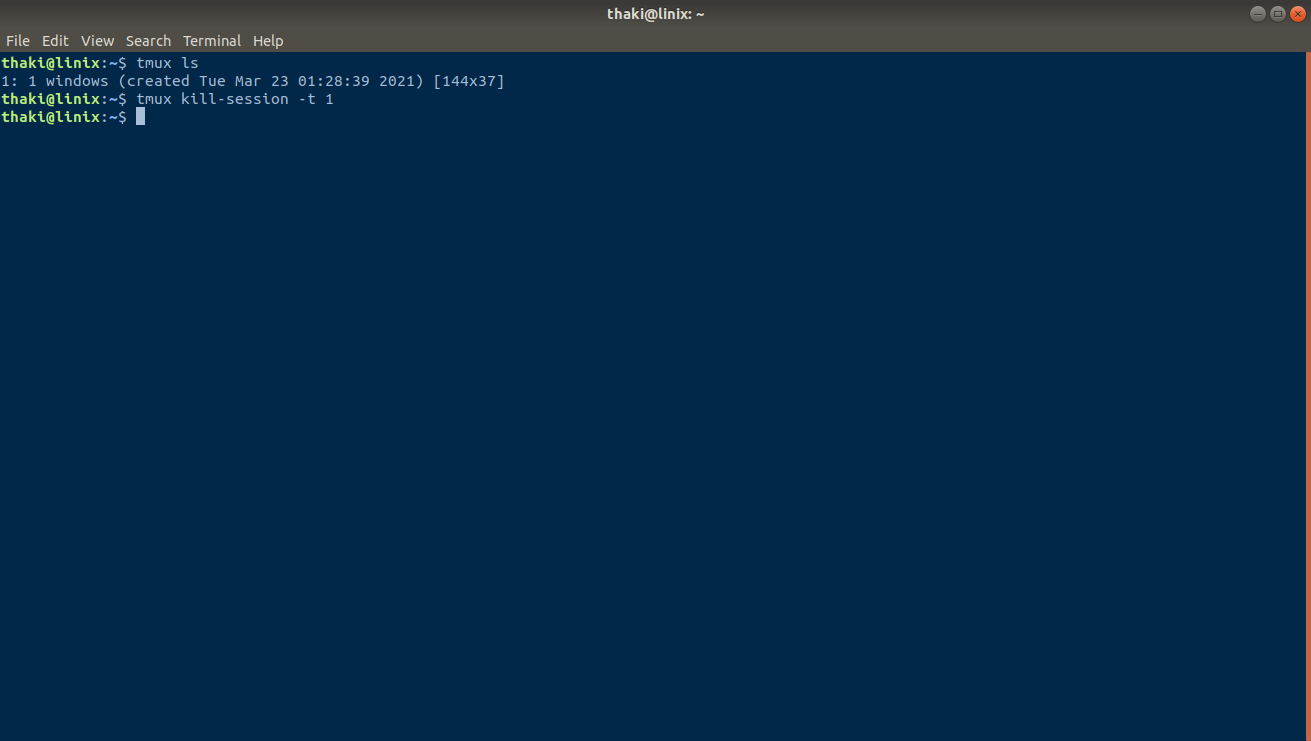 thaki@linix: ~
File Edit View Search Terminal Help
thaki@linix:~$ tmux ls
1: 1 windows (created Tue Mar 23 01:28:39 2021) [144x37]
thaki@linix:~$ tmux kill-session -t 1
thaki@linix:~$